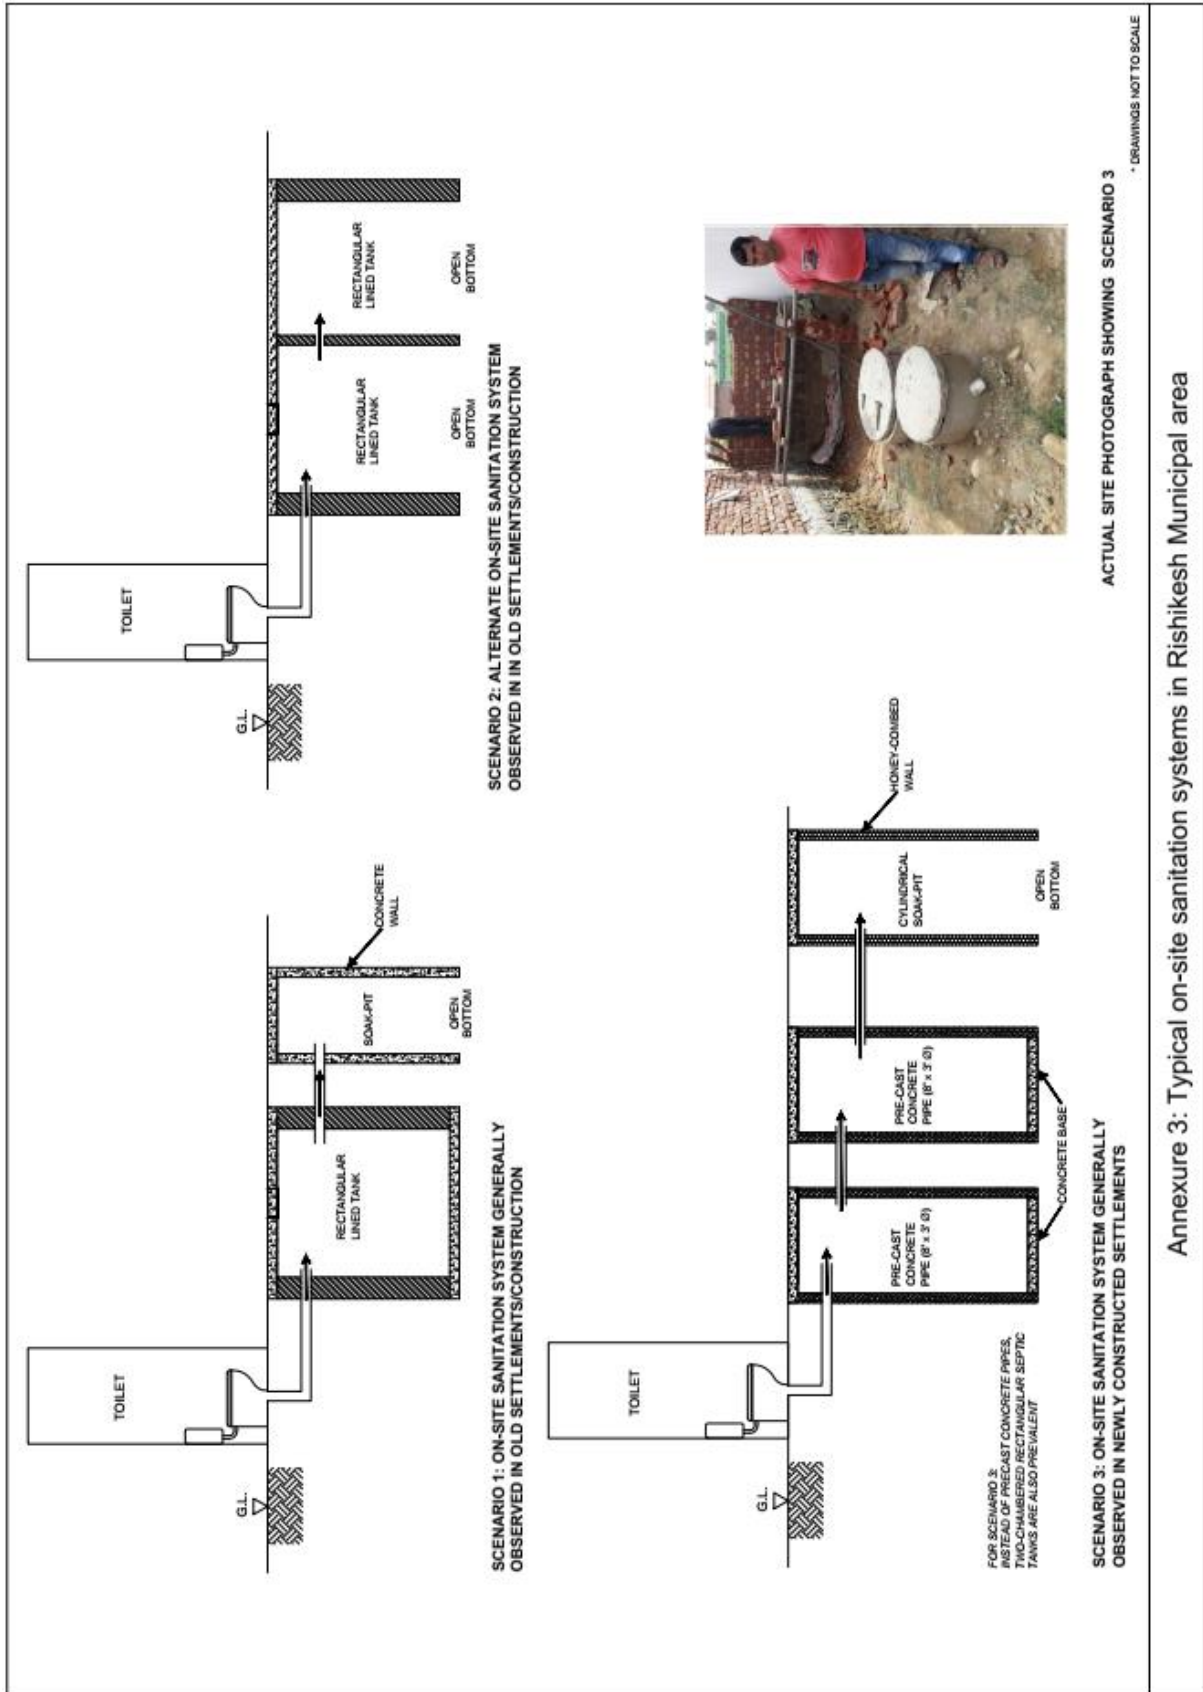 TOILET
G.L.
RECTANGULAR
LINED TANK
SOAK-PIT
OPEN
BOTTOM
CONCRETE
WALL
SCENARIO 1: ON-SITE SANITATION SYSTEM GENERALLY
OBSERVED IN OLD SETTLEMENTS/CONSTRUCTION
TOILET
G.L.
RECTANGULAR
LINED TANK
RECTANGULAR
LINED TANK
OPEN
BOTTOM
OPEN
BOTTOM
SCENARIO 2: ALTERNATE ON-SITE SANITATION SYSTEM
OBSERVED IN IN OLD SETTLEMENTS/CONSTRUCTION
TOILET
G.L.
PRE-CAST
CONCRETE
PIPE (8' x 3' Ø)
PRE-CAST
CONCRETE
PIPE (8' x 3' Ø)
CYLINDRICAL
SOAK-PIT
HONEY-COMBED
WALL
OPEN
BOTTOM
CONCRETE BASE
FOR SCENARIO 3:
INSTEAD OF PRECAST CONCRETE PIPES,
TWO-CHAMBERED RECTANGULAR SEPTIC
TANKS ARE ALSO PREVALENT
SCENARIO 3: ON-SITE SANITATION SYSTEM GENERALLY
OBSERVED IN NEWLY CONSTRUCTED SETTLEMENTS
ACTUAL SITE PHOTOGRAPH SHOWING SCENARIO 3
* DRAWINGS NOT TO SCALE
Annexure 3: Typical on-site sanitation systems in Rishikesh Municipal area